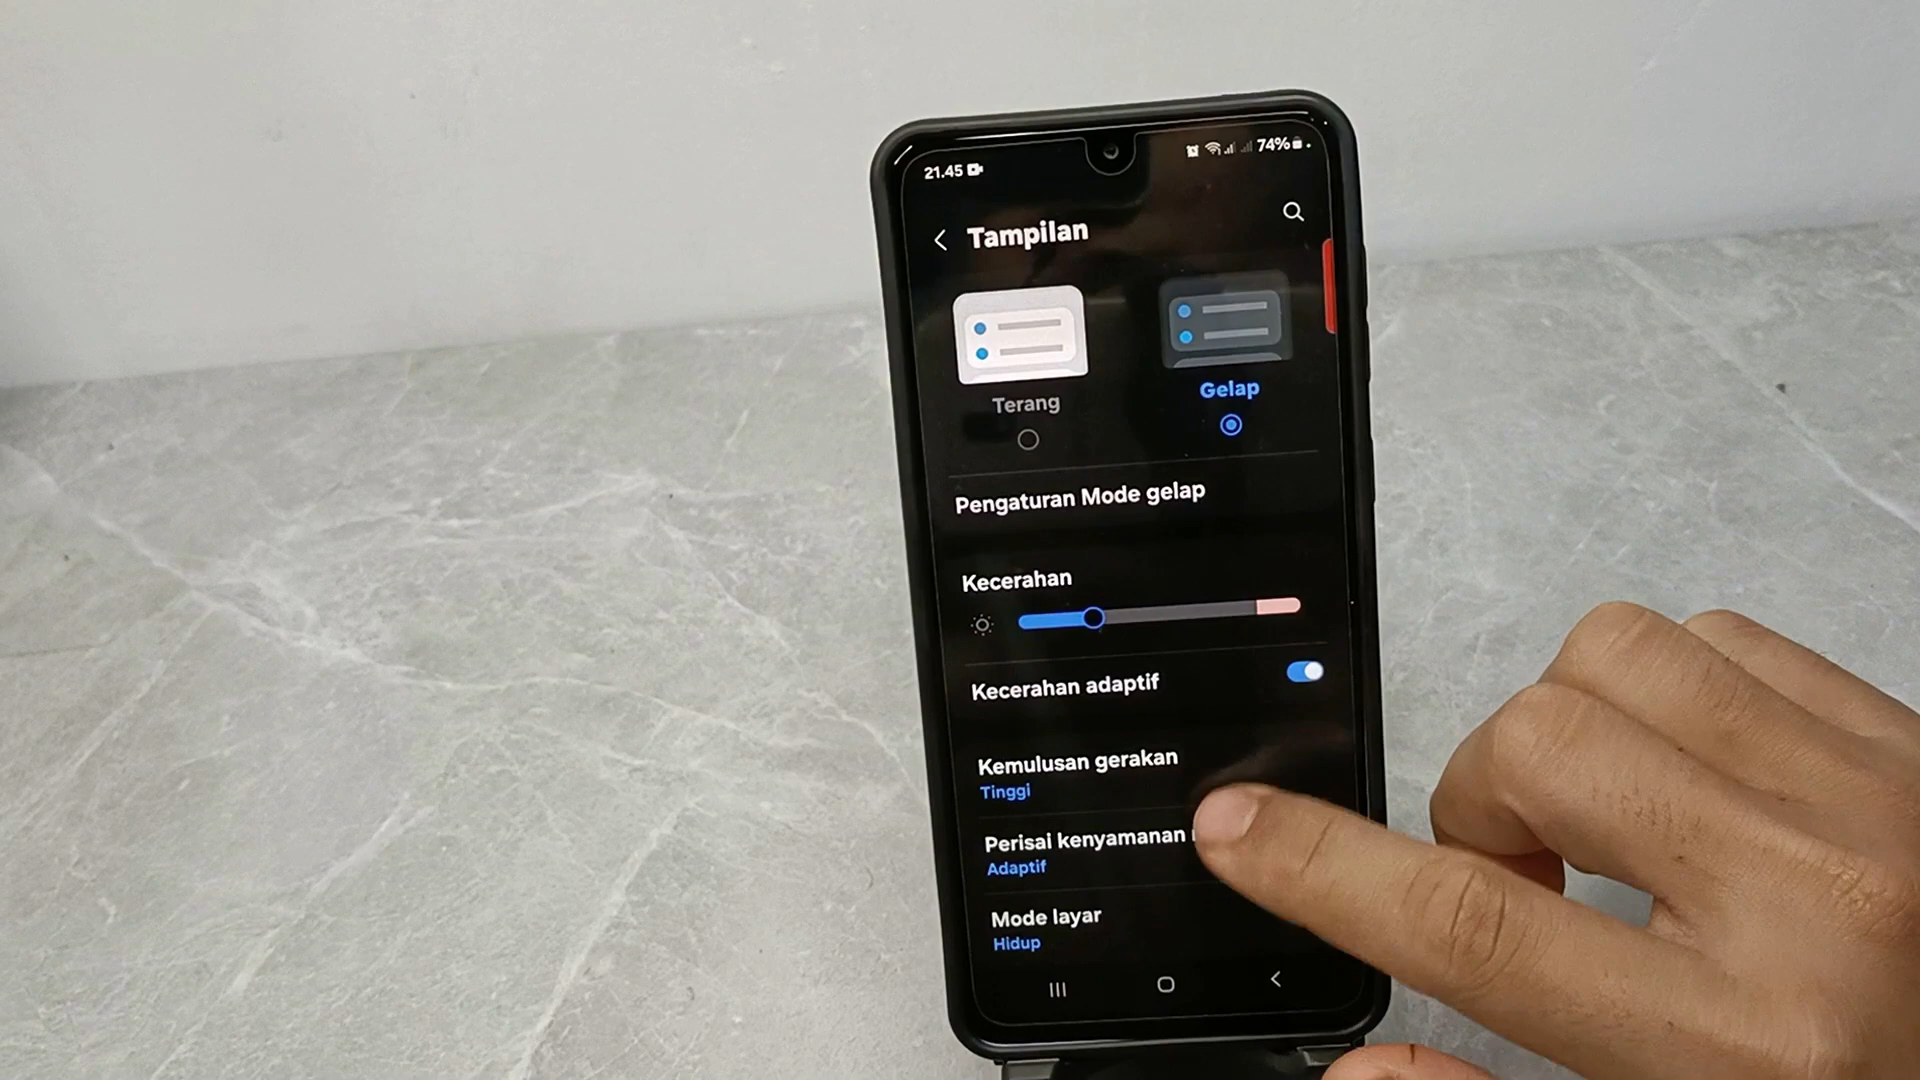 21.45
74%
Tampilan
Terang
Gelap
Pengaturan Mode gelap
Kecerahan
Kecerahan adaptif
Kemulusan gerakan
Tinggi
Perisai kenyamanan
Adaptif
Mode layar
Hidup